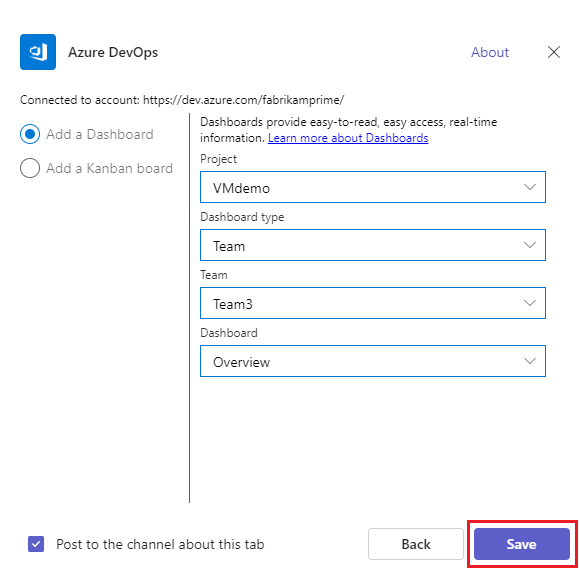 Azure DevOps
About
Connected to account: https://dev.azure.com/fabrikamprime/
Add a Dashboard
Add a Kanban board
Dashboards provide easy-to-read, easy access, real-time
information. Learn more about Dashboards
Project
VMdemo
Dashboard type
Team
Team
Team3
Dashboard
Overview
Post to the channel about this tab
Back
Save